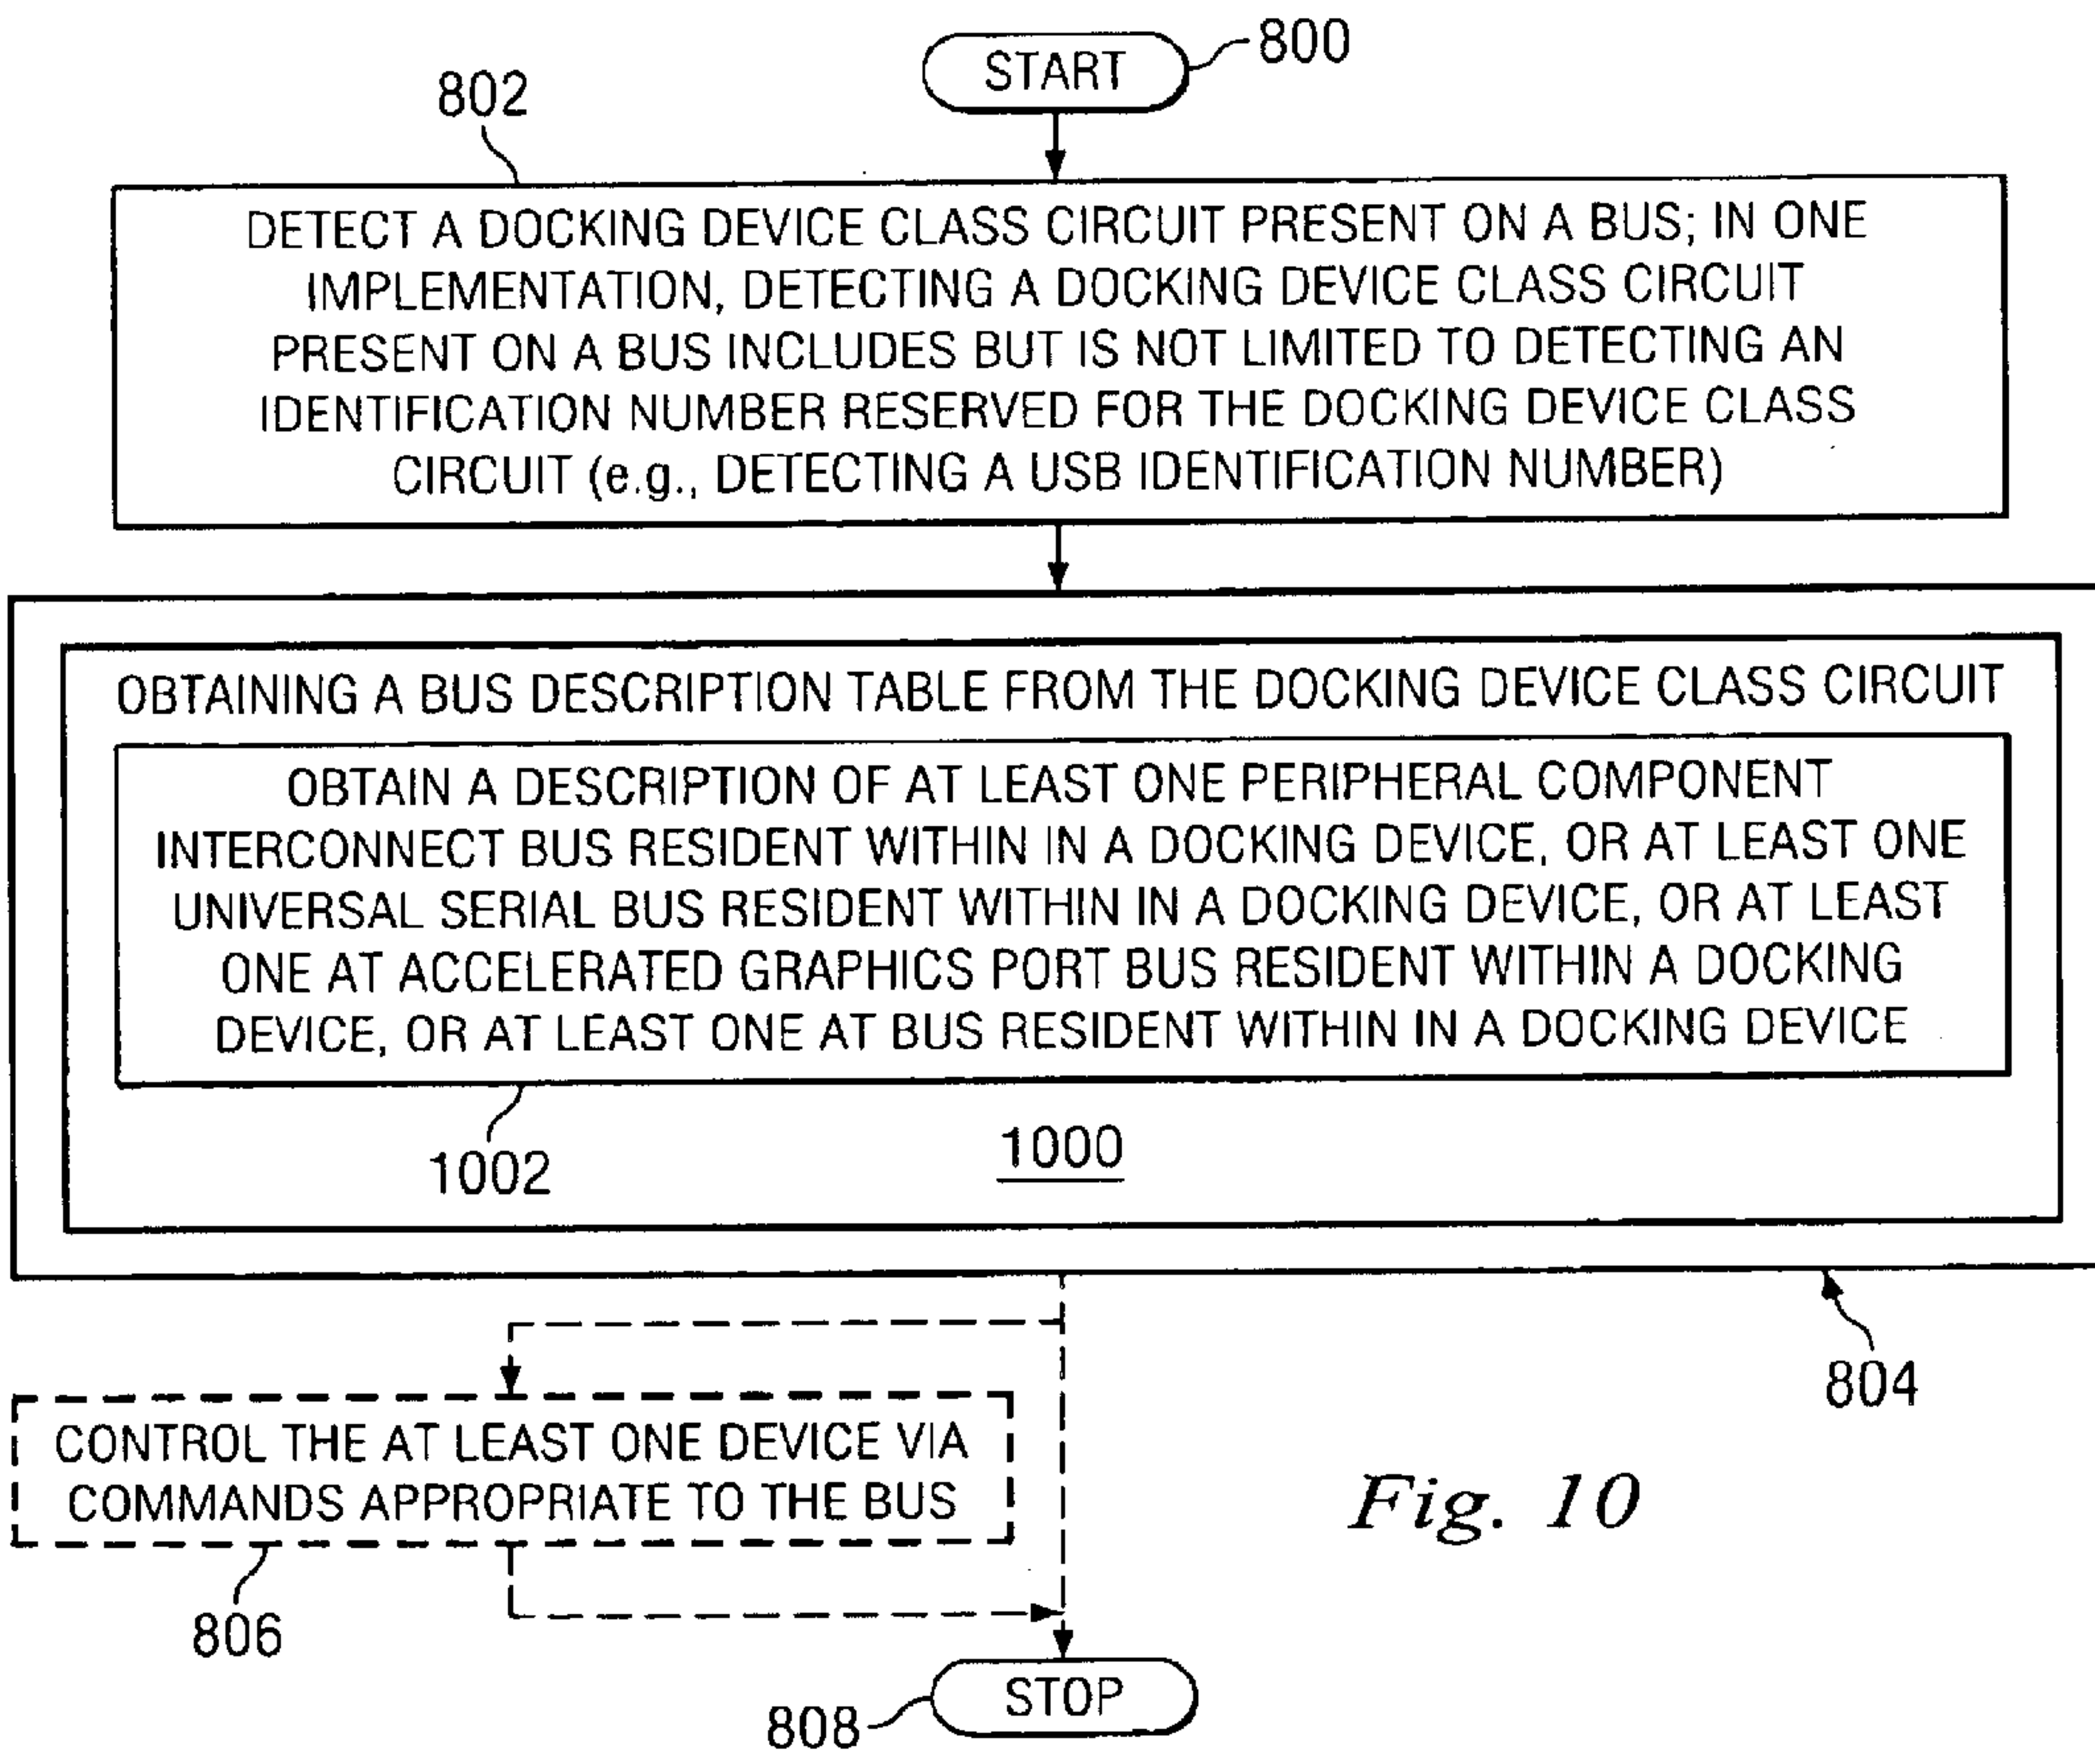 START
800
802
DETECT A DOCKING DEVICE CLASS CIRCUIT PRESENT ON A BUS; IN ONE
IMPLEMENTATION, DETECTING A DOCKING DEVICE CLASS CIRCUIT
PRESENT ON A BUS INCLUDES BUT IS NOT LIMITED TO DETECTING AN
IDENTIFICATION NUMBER RESERVED FOR THE DOCKING DEVICE CLASS
CIRCUIT (e.g., DETECTING A USB IDENTIFICATION NUMBER)
OBTAINING A BUS DESCRIPTION TABLE FROM THE DOCKING DEVICE CLASS CIRCUIT
OBTAIN A DESCRIPTION OF AT LEAST ONE PERIPHERAL COMPONENT
INTERCONNECT BUS RESIDENT WITHIN IN A DOCKING DEVICE, OR AT LEAST ONE
UNIVERSAL SERIAL BUS RESIDENT WITHIN IN A DOCKING DEVICE, OR AT LEAST
ONE AT ACCELERATED GRAPHICS PORT BUS RESIDENT WITHIN A DOCKING
DEVICE, OR AT LEAST ONE AT BUS RESIDENT WITHIN IN A DOCKING DEVICE
1002
1000
804
CONTROL THE AT LEAST ONE DEVICE VIA
COMMANDS APPROPRIATE TO THE BUS
806
Fig. 10
STOP
808